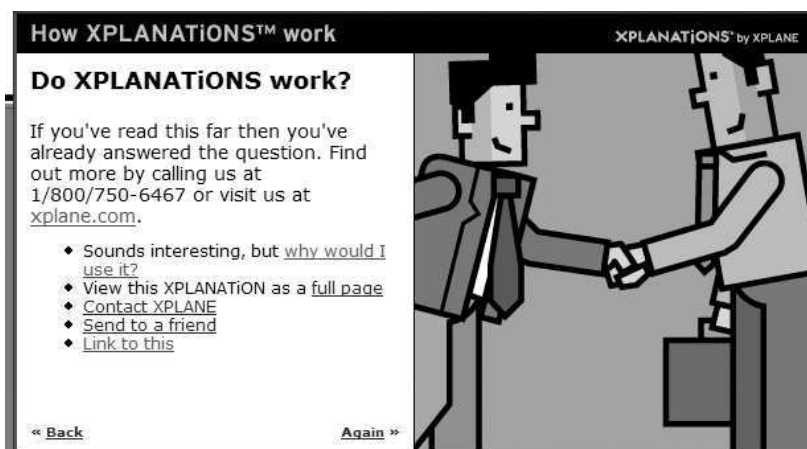 How XPLANATiONS™ work
XPLANATiONS™ by XPLANE
Do XPLANATiONS work?
If you've read this far then you've
already answered the question. Find
out more by calling us at
1/800/750-6467 or visit us at
xplane.com.
◆ Sounds interesting, but why would I
use it?
◆ View this XPLANATiON as a full page
◆ Contact XPLANE
◆ Send to a friend
◆ Link to this
« Back
Again »